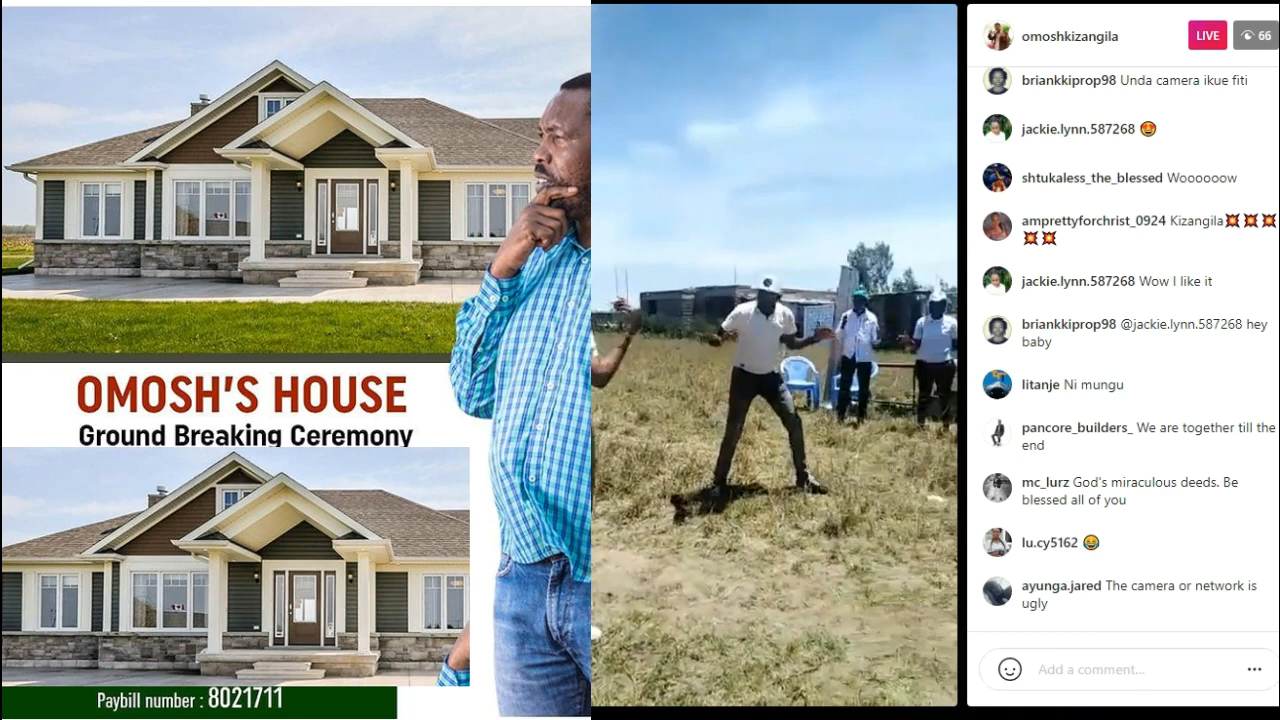 OMOSH'S HOUSE
Ground Breaking Ceremony
Paybill number : 8021711
omoshkizangila
LIVE
66
briankkiprop98 Unda camera ikue fiti
jackie.lynn.587268 🤩
shtukaless_the_blessed Woooooow
amprettyforchrist_0924 Kizangila💥💥💥
💥💥
jackie.lynn.587268 Wow I like it
briankkiprop98 @jackie.lynn.587268 hey
baby
litanje Ni mungu
pancore_builders_ We are together till the
end
mc_lurz God's miraculous deeds. Be
blessed all of you
lu.cy5162 😂
ayunga.jared The camera or network is
ugly
Add a comment...